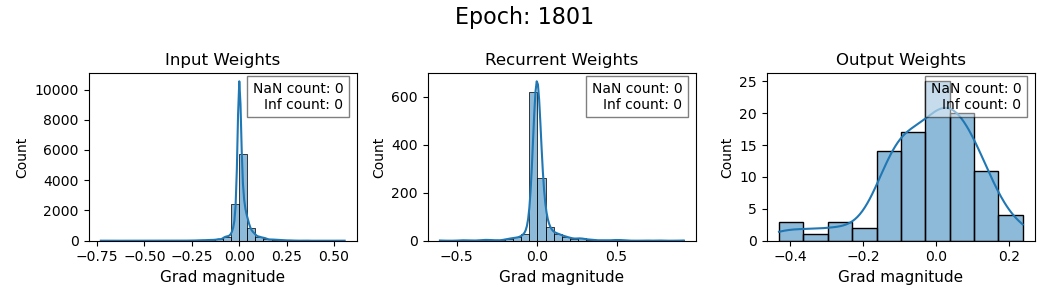 Epoch: 1801
Input Weights
Recurrent Weights
Output Weights
NaN count: 0
Inf count: 0
NaN count: 0
Inf count: 0
NaN count: 0
Inf count: 0
Count
10000
8000
6000
4000
2000
0
−0.75
−0.50
−0.25
0.00
0.25
0.50
Grad magnitude
Count
600
400
200
0
−0.5
0.0
0.5
Grad magnitude
Count
25
20
15
10
5
0
−0.4
−0.2
0.0
0.2
Grad magnitude